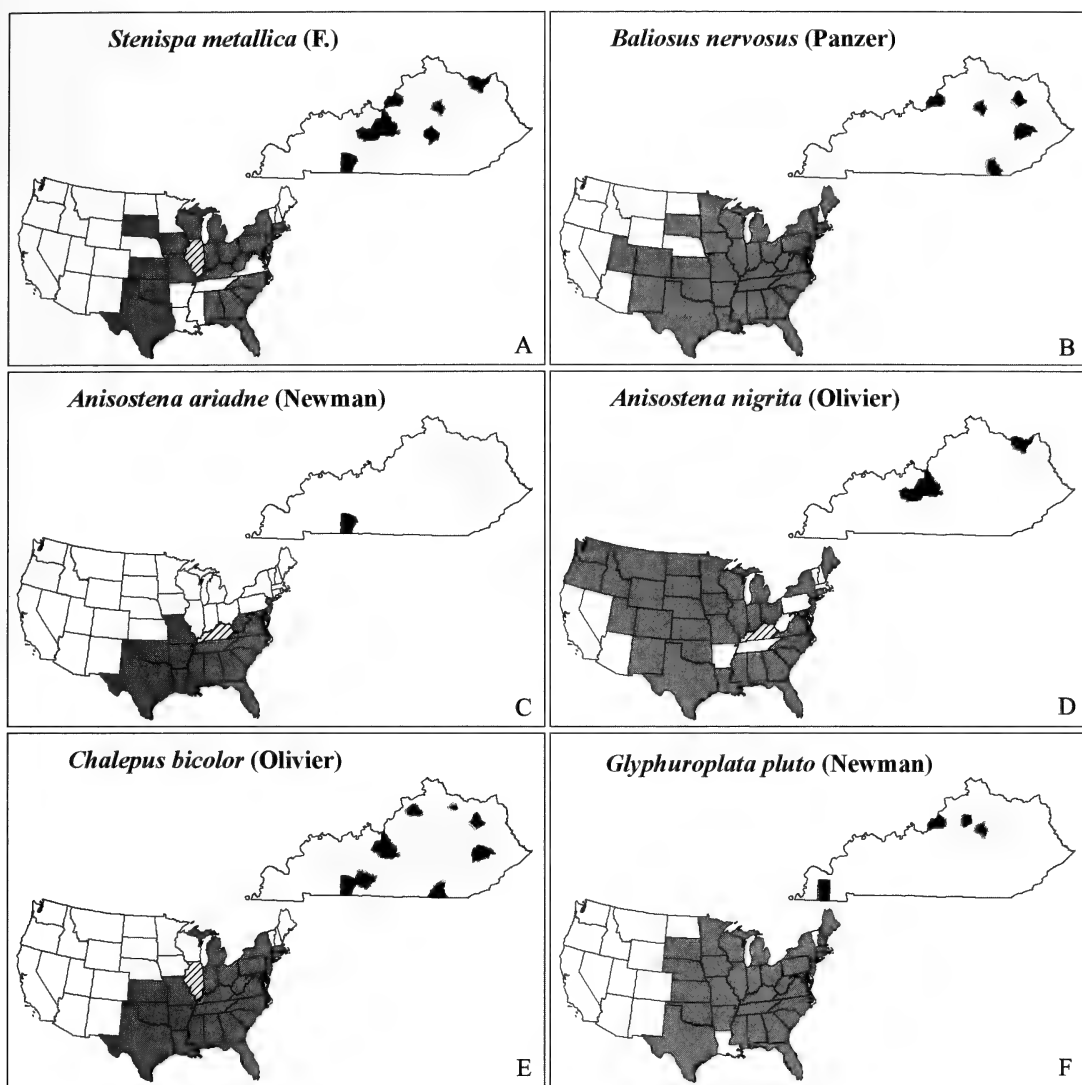 Stenispa metallica (F.)
A
Baliosus nervosus (Panzer)
B
Anisostena ariadne (Newman)
C
Anisostena nigrita (Olivier)
D
Chalepus bicolor (Olivier)
E
Glyphuroplata pluto (Newman)
F